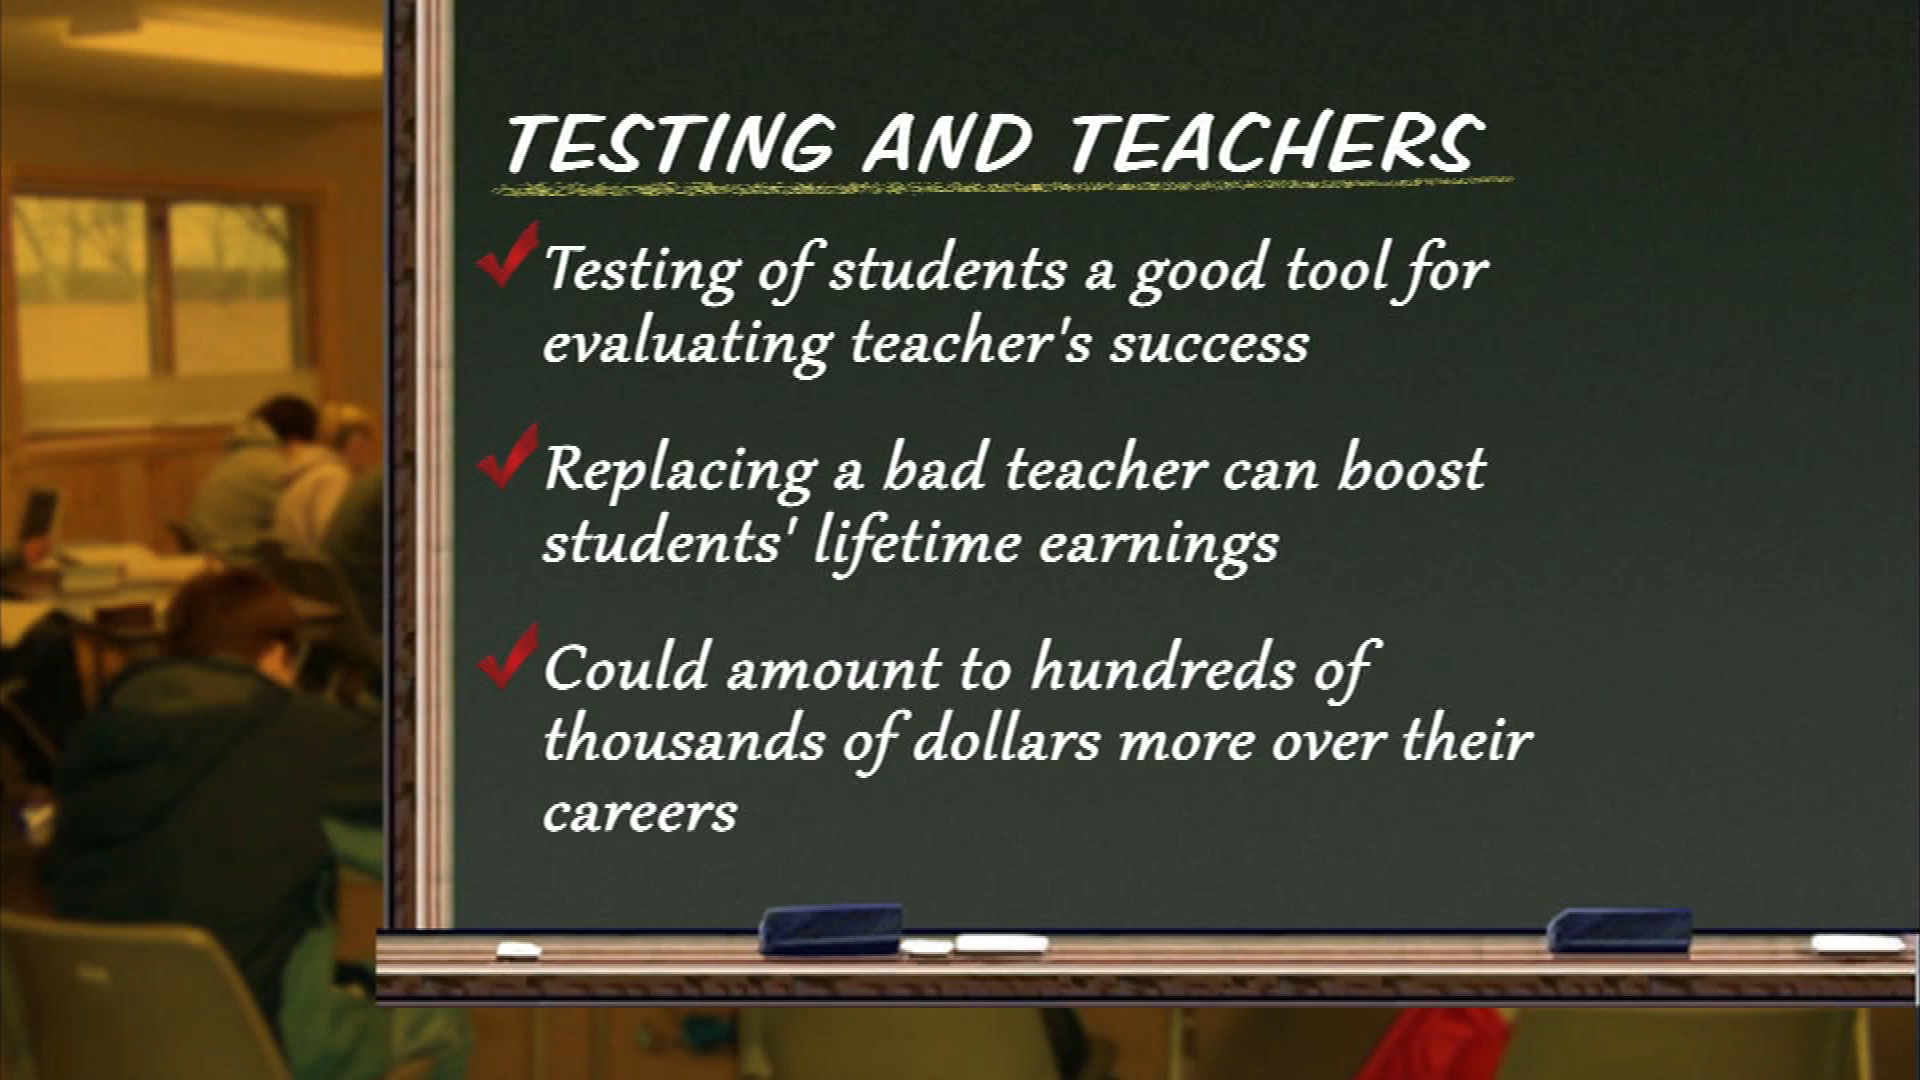 TESTING AND TEACHERS
Testing of students a good tool for
evaluating teacher's success
Replacing a bad teacher can boost
students' lifetime earnings
Could amount to hundreds of
thousands of dollars more over their
careers